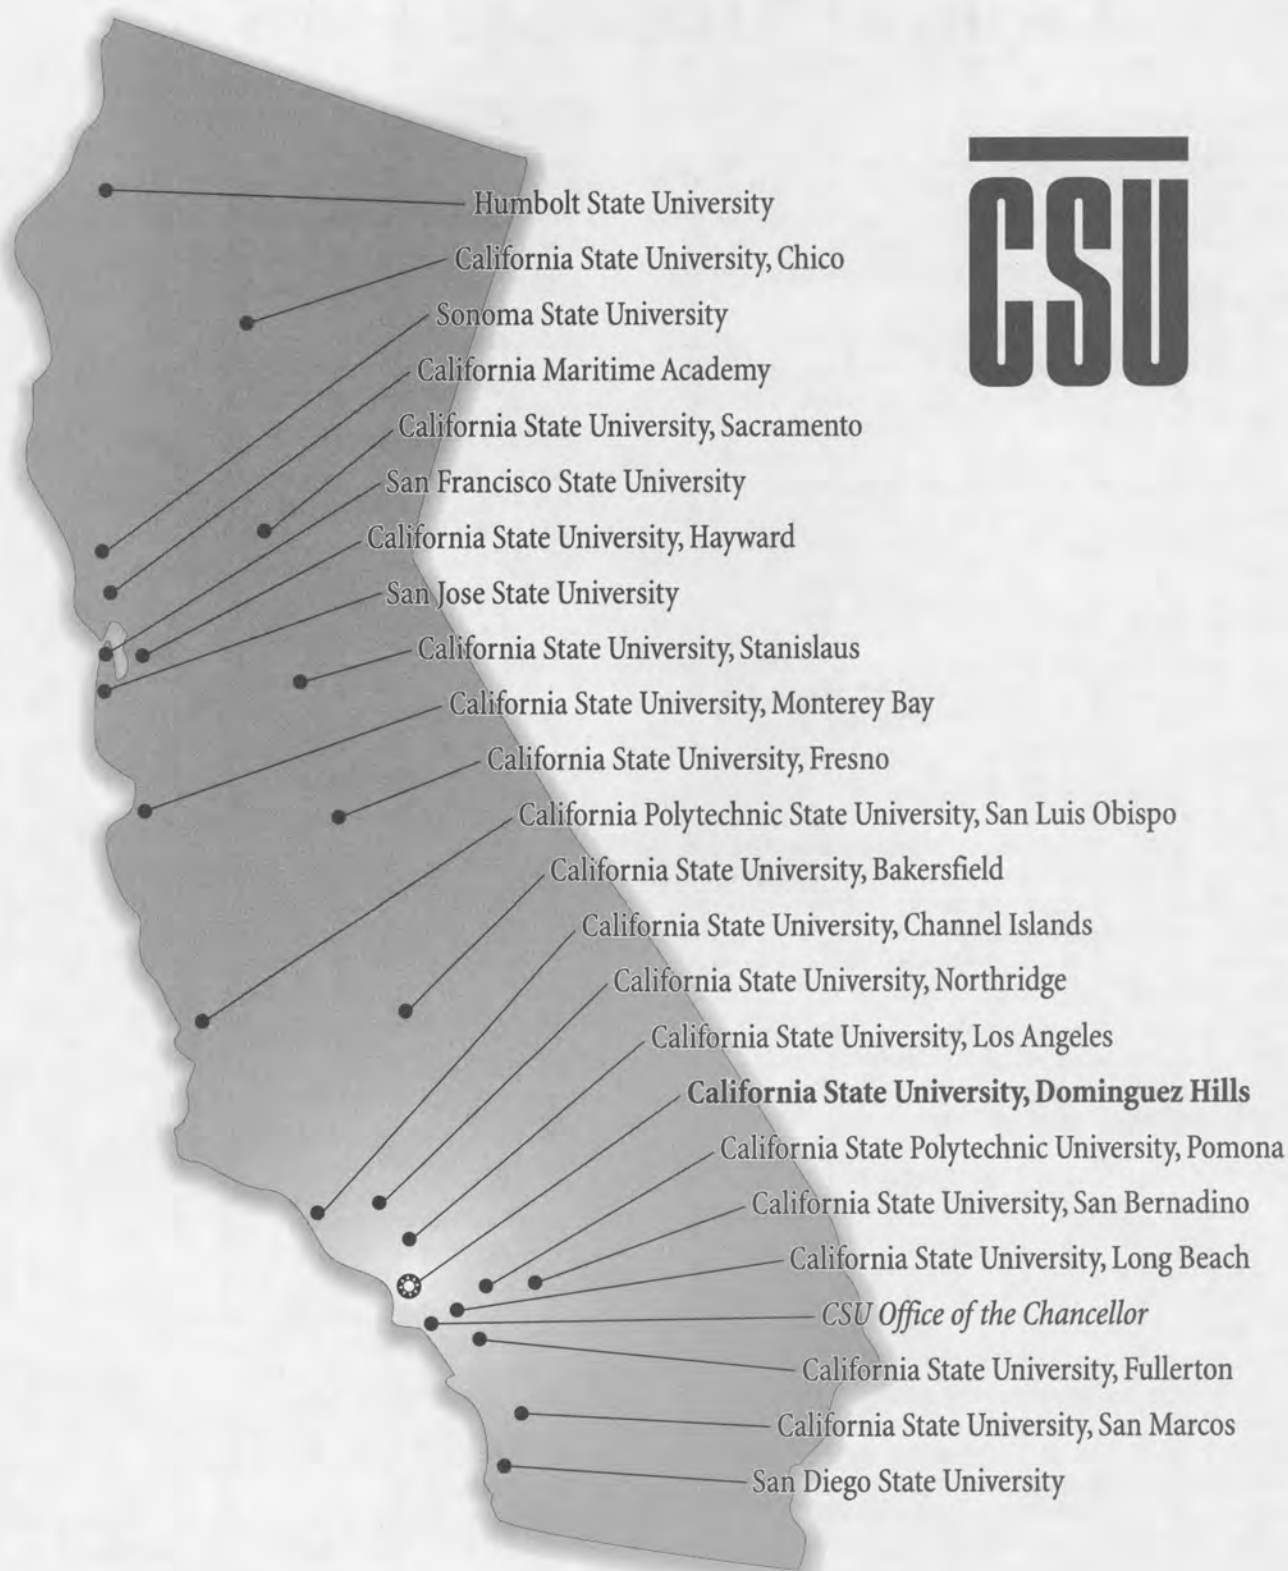 CSU
Humbolt State University
California State University, Chico
Sonoma State University
California Maritime Academy
California State University, Sacramento
San Francisco State University
California State University, Hayward
San Jose State University
California State University, Stanislaus
California State University, Monterey Bay
California State University, Fresno
California Polytechnic State University, San Luis Obispo
California State University, Bakersfield
California State University, Channel Islands
California State University, Northridge
California State University, Los Angeles
California State University, Dominguez Hills
California State Polytechnic University, Pomona
California State University, San Bernadino
California State University, Long Beach
CSU Office of the Chancellor
California State University, Fullerton
California State University, San Marcos
San Diego State University